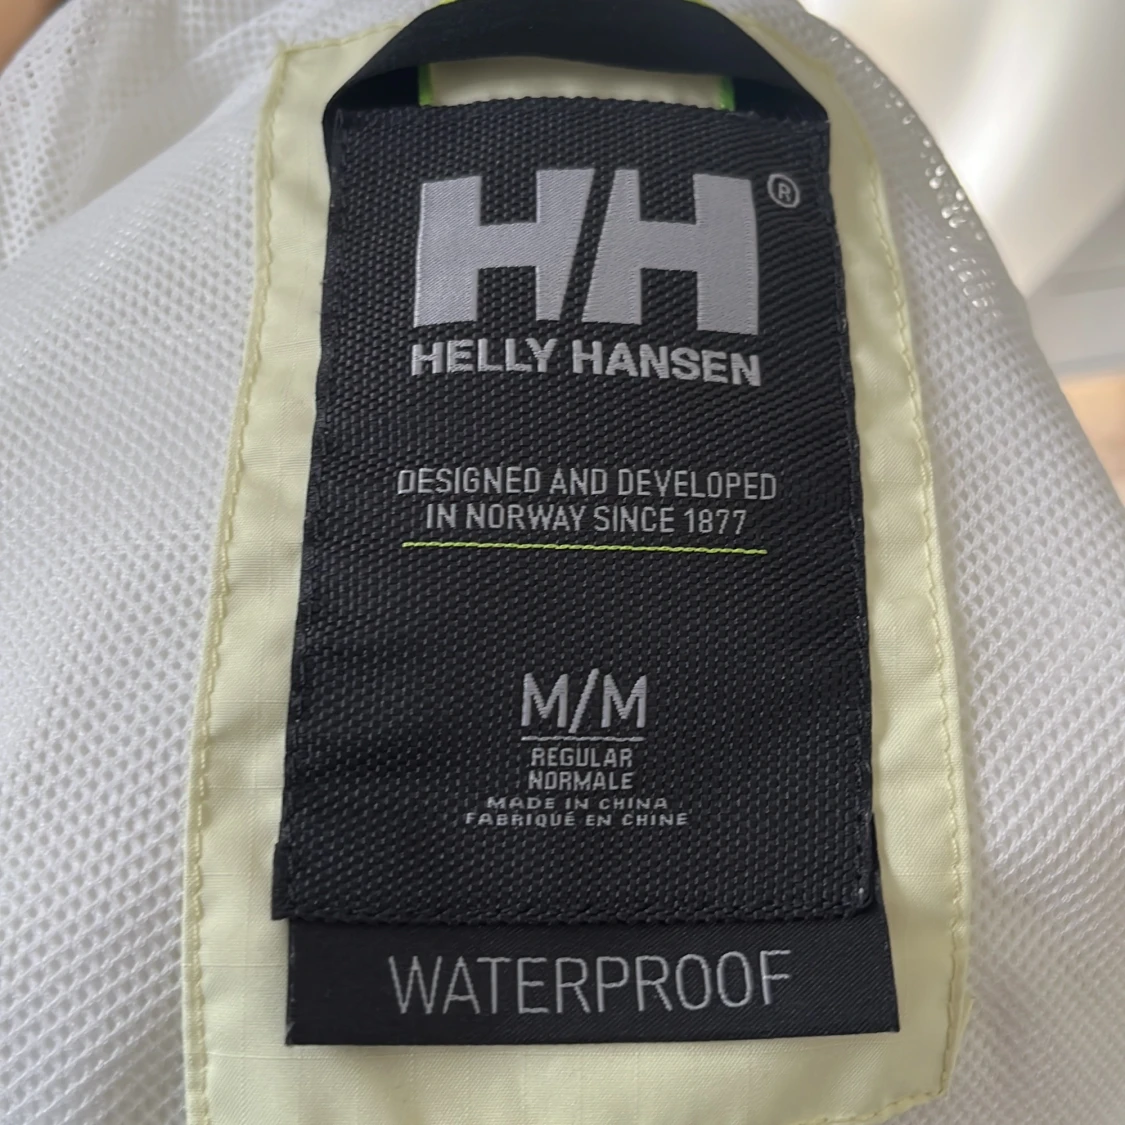 HH®
HELLY HANSEN
DESIGNED AND DEVELOPED
IN NORWAY SINCE 1877
M/M
REGULAR
NORMALE
MADE IN CHINA
FABRIQUÉ EN CHINE
WATERPROOF